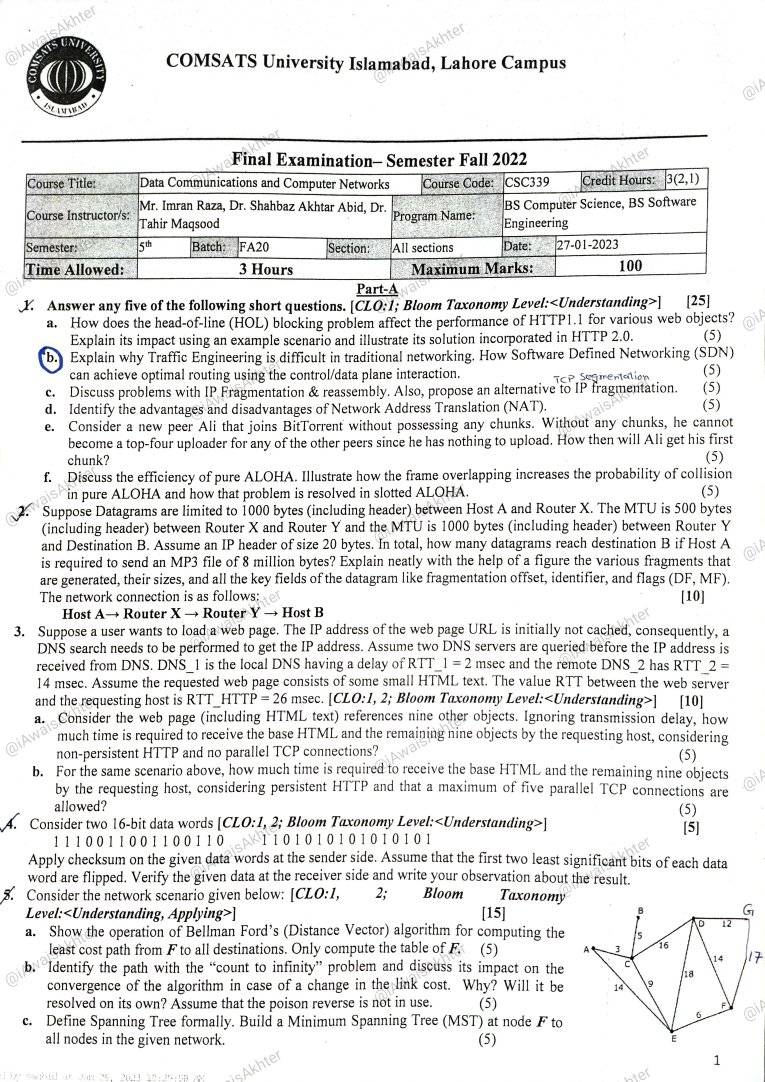 COMSATS University Islamabad, Lahore Campus
COMSATS UNIVERSITY
ISLAMABAD
Final Examination– Semester Fall 2022
Course Title: Data Communications and Computer Networks Course Code: CSC339 Credit Hours: 3(2,1)
Course Instructor/s: Mr. Imran Raza, Dr. Shahbaz Akhtar Abid, Dr. Tahir Maqsood Program Name: BS Computer Science, BS Software Engineering
Semester: 5th Batch: FA20 Section: All sections Date: 27-01-2023
Time Allowed: 3 Hours Maximum Marks: 100
Part-A
1. Answer any five of the following short questions. [CLO:1; Bloom Taxonomy Level:<Understanding>] [25]
a. How does the head-of-line (HOL) blocking problem affect the performance of HTTP1.1 for various web objects?
Explain its impact using an example scenario and illustrate its solution incorporated in HTTP 2.0. (5)
b. Explain why Traffic Engineering is difficult in traditional networking. How Software Defined Networking (SDN)
can achieve optimal routing using the control/data plane interaction. (5)
TCP Segmentation
c. Discuss problems with IP Fragmentation & reassembly. Also, propose an alternative to IP fragmentation. (5)
d. Identify the advantages and disadvantages of Network Address Translation (NAT). (5)
e. Consider a new peer Ali that joins BitTorrent without possessing any chunks. Without any chunks, he cannot
become a top-four uploader for any of the other peers since he has nothing to upload. How then will Ali get his first
chunk? (5)
f. Discuss the efficiency of pure ALOHA. Illustrate how the frame overlapping increases the probability of collision
in pure ALOHA and how that problem is resolved in slotted ALOHA. (5)
2. Suppose Datagrams are limited to 1000 bytes (including header) between Host A and Router X. The MTU is 500 bytes
(including header) between Router X and Router Y and the MTU is 1000 bytes (including header) between Router Y
and Destination B. Assume an IP header of size 20 bytes. In total, how many datagrams reach destination B if Host A
is required to send an MP3 file of 8 million bytes? Explain neatly with the help of a figure the various fragments that
are generated, their sizes, and all the key fields of the datagram like fragmentation offset, identifier, and flags (DF, MF).
The network connection is as follows: [10]
Host A→ Router X → Router Y → Host B
3. Suppose a user wants to load a web page. The IP address of the web page URL is initially not cached, consequently, a
DNS search needs to be performed to get the IP address. Assume two DNS servers are queried before the IP address is
received from DNS. DNS_1 is the local DNS having a delay of RTT_1 = 2 msec and the remote DNS_2 has RTT_2 =
14 msec. Assume the requested web page consists of some small HTML text. The value RTT between the web server
and the requesting host is RTT_HTTP = 26 msec. [CLO:1, 2; Bloom Taxonomy Level:<Understanding>] [10]
a. Consider the web page (including HTML text) references nine other objects. Ignoring transmission delay, how
much time is required to receive the base HTML and the remaining nine objects by the requesting host, considering
non-persistent HTTP and no parallel TCP connections? (5)
b. For the same scenario above, how much time is required to receive the base HTML and the remaining nine objects
by the requesting host, considering persistent HTTP and that a maximum of five parallel TCP connections are
allowed? (5)
4. Consider two 16-bit data words [CLO:1, 2; Bloom Taxonomy Level:<Understanding>] [5]
1 1 1 0 0 1 1 0 0 1 1 0 0 1 1 0 1 1 0 1 0 1 0 1 0 1 0 1 0 1 0 1
Apply checksum on the given data words at the sender side. Assume that the first two least significant bits of each data
word are flipped. Verify the given data at the receiver side and write your observation about the result.
5. Consider the network scenario given below: [CLO:1, 2; Bloom Taxonomy
Level:<Understanding, Applying>] [15]
a. Show the operation of Bellman Ford's (Distance Vector) algorithm for computing the
least cost path from F to all destinations. Only compute the table of F. (5)
b. Identify the path with the "count to infinity" problem and discuss its impact on the
convergence of the algorithm in case of a change in the link cost. Why? Will it be
resolved on its own? Assume that the poison reverse is not in use. (5)
c. Define Spanning Tree formally. Build a Minimum Spanning Tree (MST) at node F to
all nodes in the given network. (5)
B
D 12 G
5
16
A 3
C
14 17
14 9 18
F
6
E
1
@iAwaisAkhter